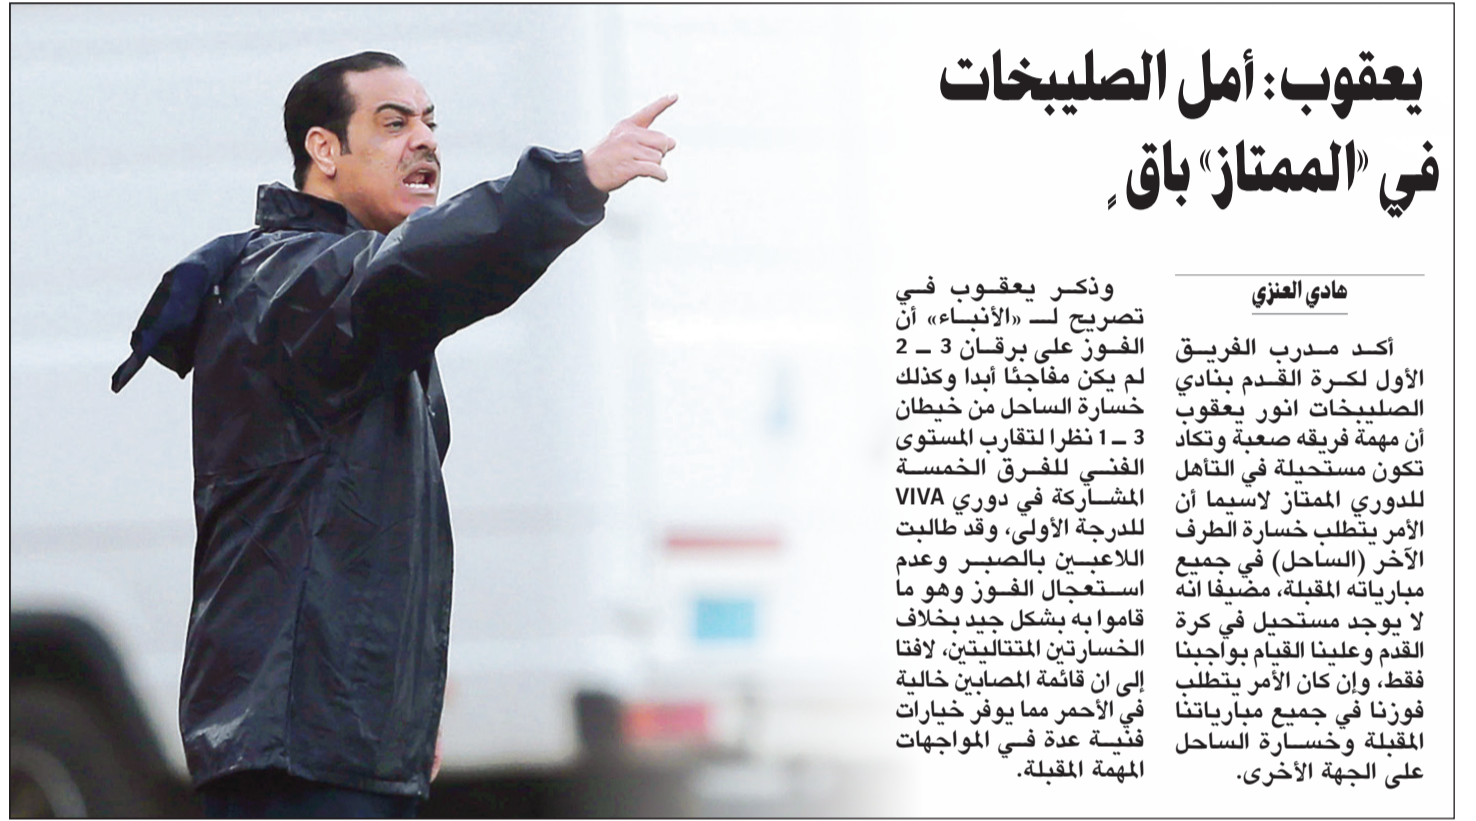 يعقوب: أمل الصليبخات
في «الممتاز» باقٍ
هادي العنزي
أكد مدرب الفريق
الأول لكرة القدم بنادي
الصليبخات انور يعقوب
أن مهمة فريقه صعبة وتكاد
تكون مستحيلة في التأهل
للدوري الممتاز لاسيما أن
الأمر يتطلب خسارة الطرف
الآخر (الساحل) في جميع
مبارياته المقبلة، مضيفا انه
لا يوجد مستحيل في كرة
القدم وعلينا القيام بواجبنا
فقط، وإن كان الأمر يتطلب
فوزنا في جميع مبارياتنا
المقبلة وخسارة الساحل
على الجهة الأخرى.
وذكر يعقوب في
تصريح لـ «الأنباء» أن
الفوز على برقان 3 - 2
لم يكن مفاجئا أبدا وكذلك
خسارة الساحل من خيطان
3 - 1 نظرا لتقارب المستوى
الفني للفرق الخمسة
المشاركة في دوري VIVA
للدرجة الأولى، وقد طالبت
اللاعبين بالصبر وعدم
استعجال الفوز وهو ما
قاموا به بشكل جيد بخلاف
الخسارتين المتتاليتين، لافتا
إلى ان قائمة المصابين خالية
في الأحمر مما يوفر خيارات
فنية عدة في المواجهات
المهمة المقبلة.